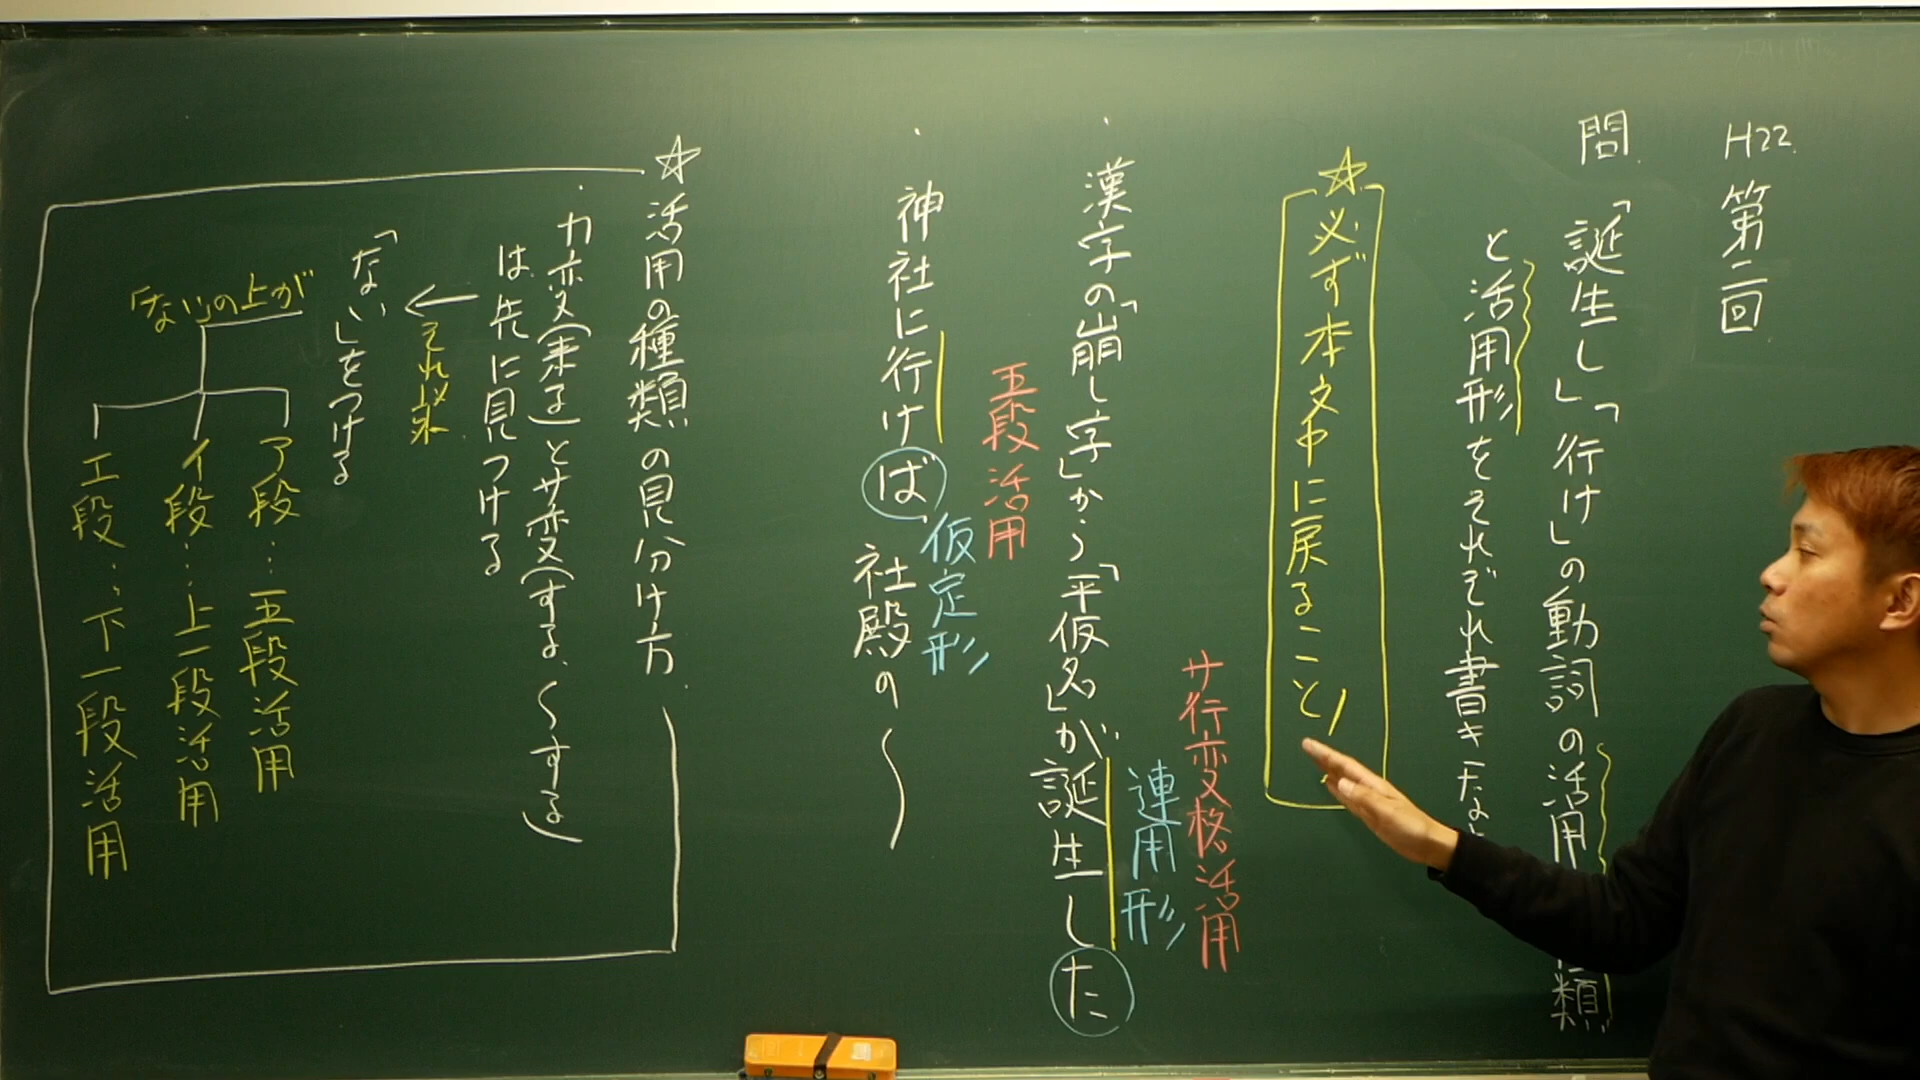 H22 第二回
問 「誕生し」「行け」の動詞の活用 類
と活用形をそれぞれ書きな
☆必ず本文中に戻ること!
サ行変格活用
連用形
・漢字の「崩し字」から「平仮名」が誕生した
五段活用
仮定形
・神社に行けば、社殿の〜
☆活用の種類の見分け方
・カ変(来る)とサ変(する、〜する)
は先に見つける
←それ以来
「ない」をつける
「ない」の上が
ア段…五段活用
イ段…上一段活用
エ段…下一段活用